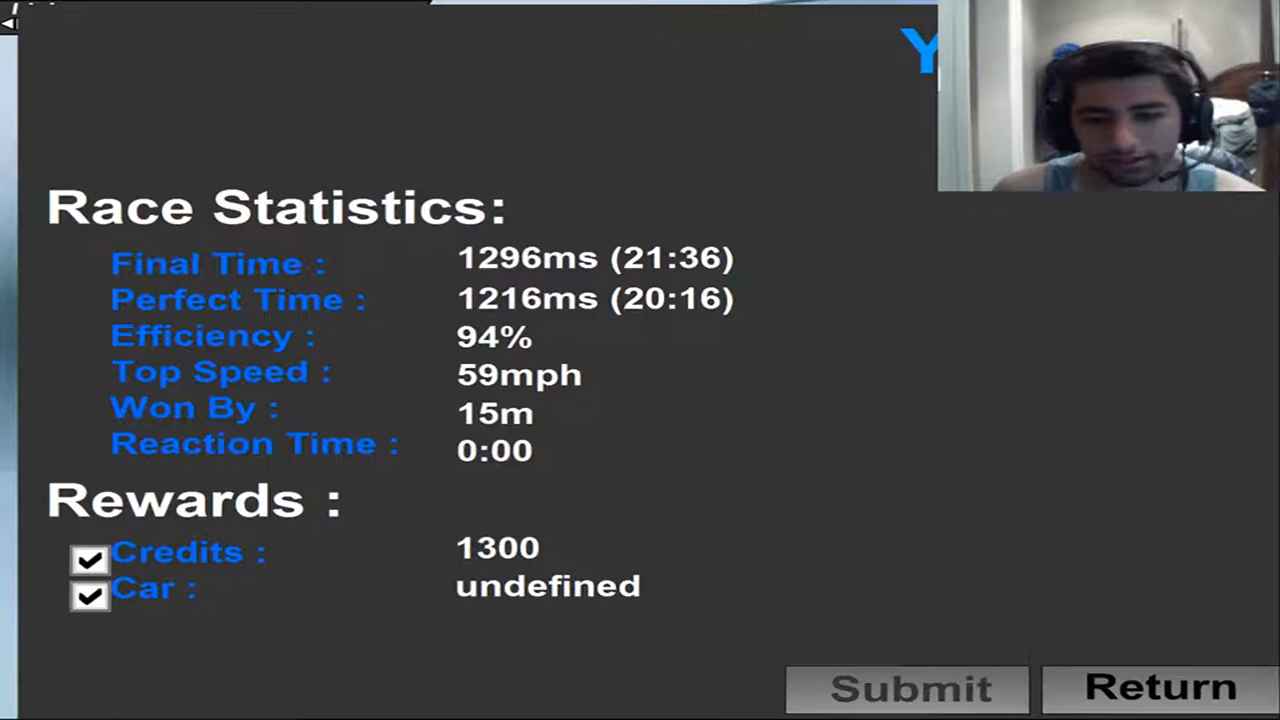 Y
Race Statistics:
Final Time : 1296ms (21:36)
Perfect Time : 1216ms (20:16)
Efficiency : 94%
Top Speed : 59mph
Won By : 15m
Reaction Time : 0:00
Rewards :
Credits : 1300
Car : undefined
Submit Return